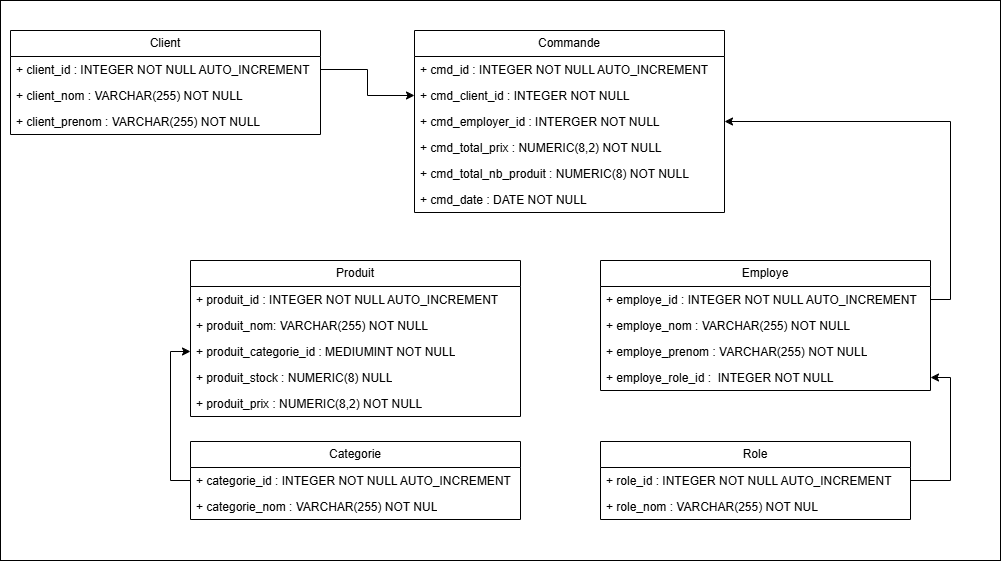 Client
+ client_id : INTEGER NOT NULL AUTO_INCREMENT
+ client_nom : VARCHAR(255) NOT NULL
+ client_prenom : VARCHAR(255) NOT NULL
Commande
+ cmd_id : INTEGER NOT NULL AUTO_INCREMENT
+ cmd_client_id : INTEGER NOT NULL
+ cmd_employer_id : INTERGER NOT NULL
+ cmd_total_prix : NUMERIC(8,2) NOT NULL
+ cmd_total_nb_produit : NUMERIC(8) NOT NULL
+ cmd_date : DATE NOT NULL
Produit
+ produit_id : INTEGER NOT NULL AUTO_INCREMENT
+ produit_nom: VARCHAR(255) NOT NULL
+ produit_categorie_id : MEDIUMINT NOT NULL
+ produit_stock : NUMERIC(8) NULL
+ produit_prix : NUMERIC(8,2) NOT NULL
Employe
+ employe_id : INTEGER NOT NULL AUTO_INCREMENT
+ employe_nom : VARCHAR(255) NOT NULL
+ employe_prenom : VARCHAR(255) NOT NULL
+ employe_role_id :  INTEGER NOT NULL
Categorie
+ categorie_id : INTEGER NOT NULL AUTO_INCREMENT
+ categorie_nom : VARCHAR(255) NOT NUL
Role
+ role_id : INTEGER NOT NULL AUTO_INCREMENT
+ role_nom : VARCHAR(255) NOT NUL